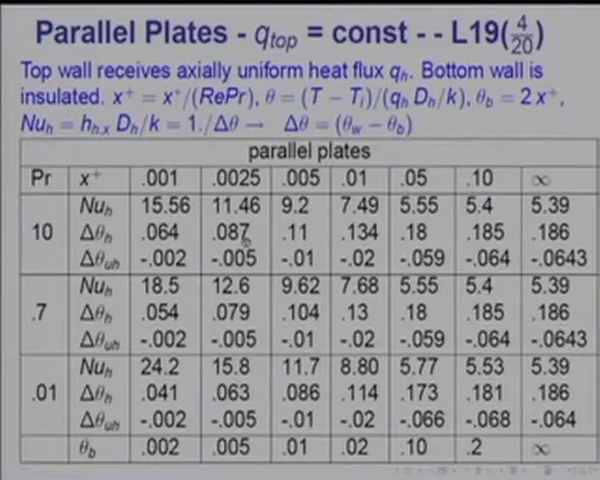 Parallel Plates - q_top = const - - L19(4/20)
Top wall receives axially uniform heat flux q_h. Bottom wall is
insulated. x⁺ = x*/(RePr), θ = (T − T_i)/(q_h D_h/k), θ_b = 2 x⁺,
Nu_h = h_h,x D_h/k = 1./Δθ → Δθ = (θ_w − θ_b)
parallel plates
Pr x⁺ .001 .0025 .005 .01 .05 .10 ∞
Nu_h 15.56 11.46 9.2 7.49 5.55 5.4 5.39
10 Δθ_h .064 .087 .11 .134 .18 .185 .186
Δθ_uh -.002 -.005 -.01 -.02 -.059 -.064 -.0643
Nu_h 18.5 12.6 9.62 7.68 5.55 5.4 5.39
.7 Δθ_h .054 .079 .104 .13 .18 .185 .186
Δθ_uh -.002 -.005 -.01 -.02 -.059 -.064 -.0643
Nu_h 24.2 15.8 11.7 8.80 5.77 5.53 5.39
.01 Δθ_h .041 .063 .086 .114 .173 .181 .186
Δθ_uh -.002 -.005 -.01 -.02 -.066 -.068 -.064
θ_b .002 .005 .01 .02 .10 .2 ∞